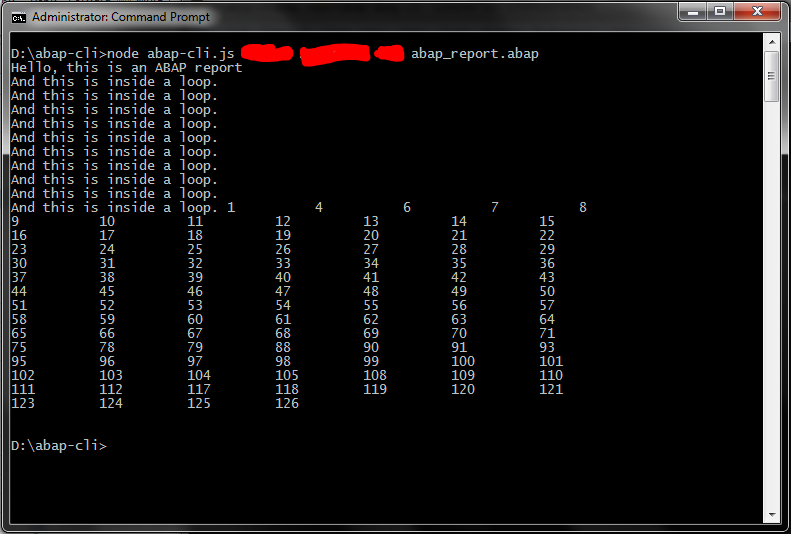 Administrator: Command Prompt
D:\abap-cli>node abap-cli.js abap_report.abap
Hello, this is an ABAP report
And this is inside a loop.
And this is inside a loop.
And this is inside a loop.
And this is inside a loop.
And this is inside a loop.
And this is inside a loop.
And this is inside a loop.
And this is inside a loop.
And this is inside a loop.
And this is inside a loop. 1 4 6 7 8
9 10 11 12 13 14 15
16 17 18 19 20 21 22
23 24 25 26 27 28 29
30 31 32 33 34 35 36
37 38 39 40 41 42 43
44 45 46 47 48 49 50
51 52 53 54 55 56 57
58 59 60 61 62 63 64
65 66 67 68 69 70 71
75 78 79 88 90 91 93
95 96 97 98 99 100 101
102 103 104 105 108 109 110
111 112 117 118 119 120 121
123 124 125 126
D:\abap-cli>